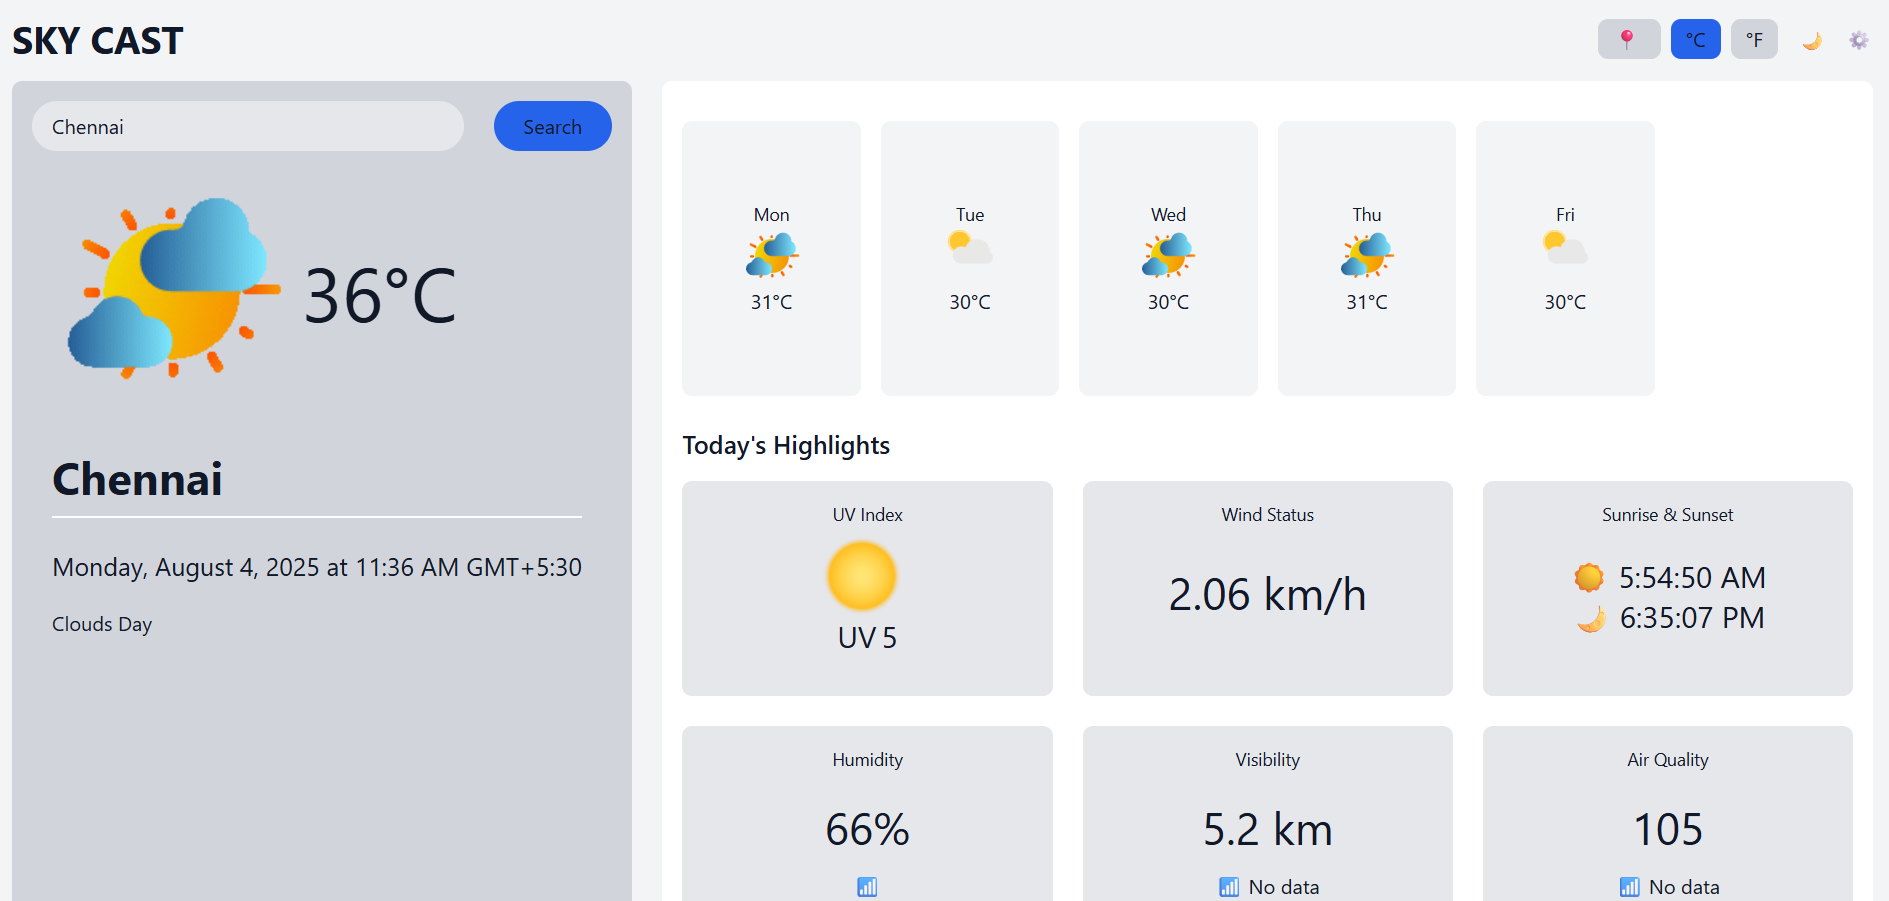 SKY CAST
°C
°F
Chennai
Search
36°C
Chennai
Monday, August 4, 2025 at 11:36 AM GMT+5:30
Clouds Day
Mon
31°C
Tue
30°C
Wed
30°C
Thu
31°C
Fri
30°C
Today's Highlights
UV Index
UV 5
Wind Status
2.06 km/h
Sunrise & Sunset
5:54:50 AM
6:35:07 PM
Humidity
66%
Visibility
5.2 km
No data
Air Quality
105
No data